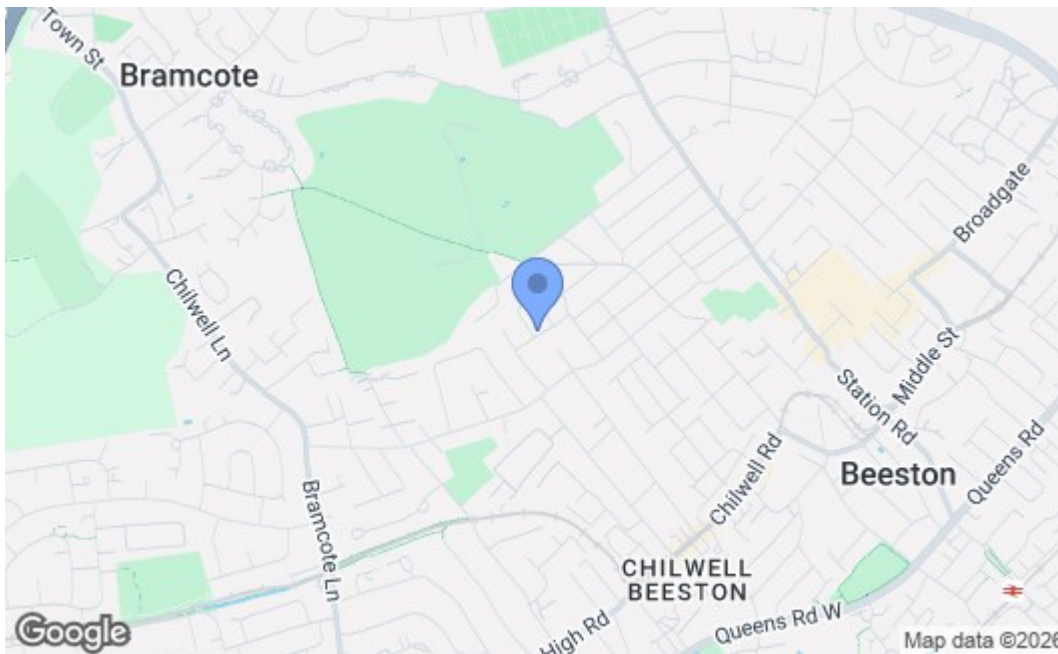 Town St
Bramcote
Broadgate
Chilwell Ln
Middle St
Station Rd
Queens Rd
Chilwell Rd
Beeston
Bramcote Ln
CHILWELL
BEESTON
Queens Rd W
High Rd
Google
Map data ©2026